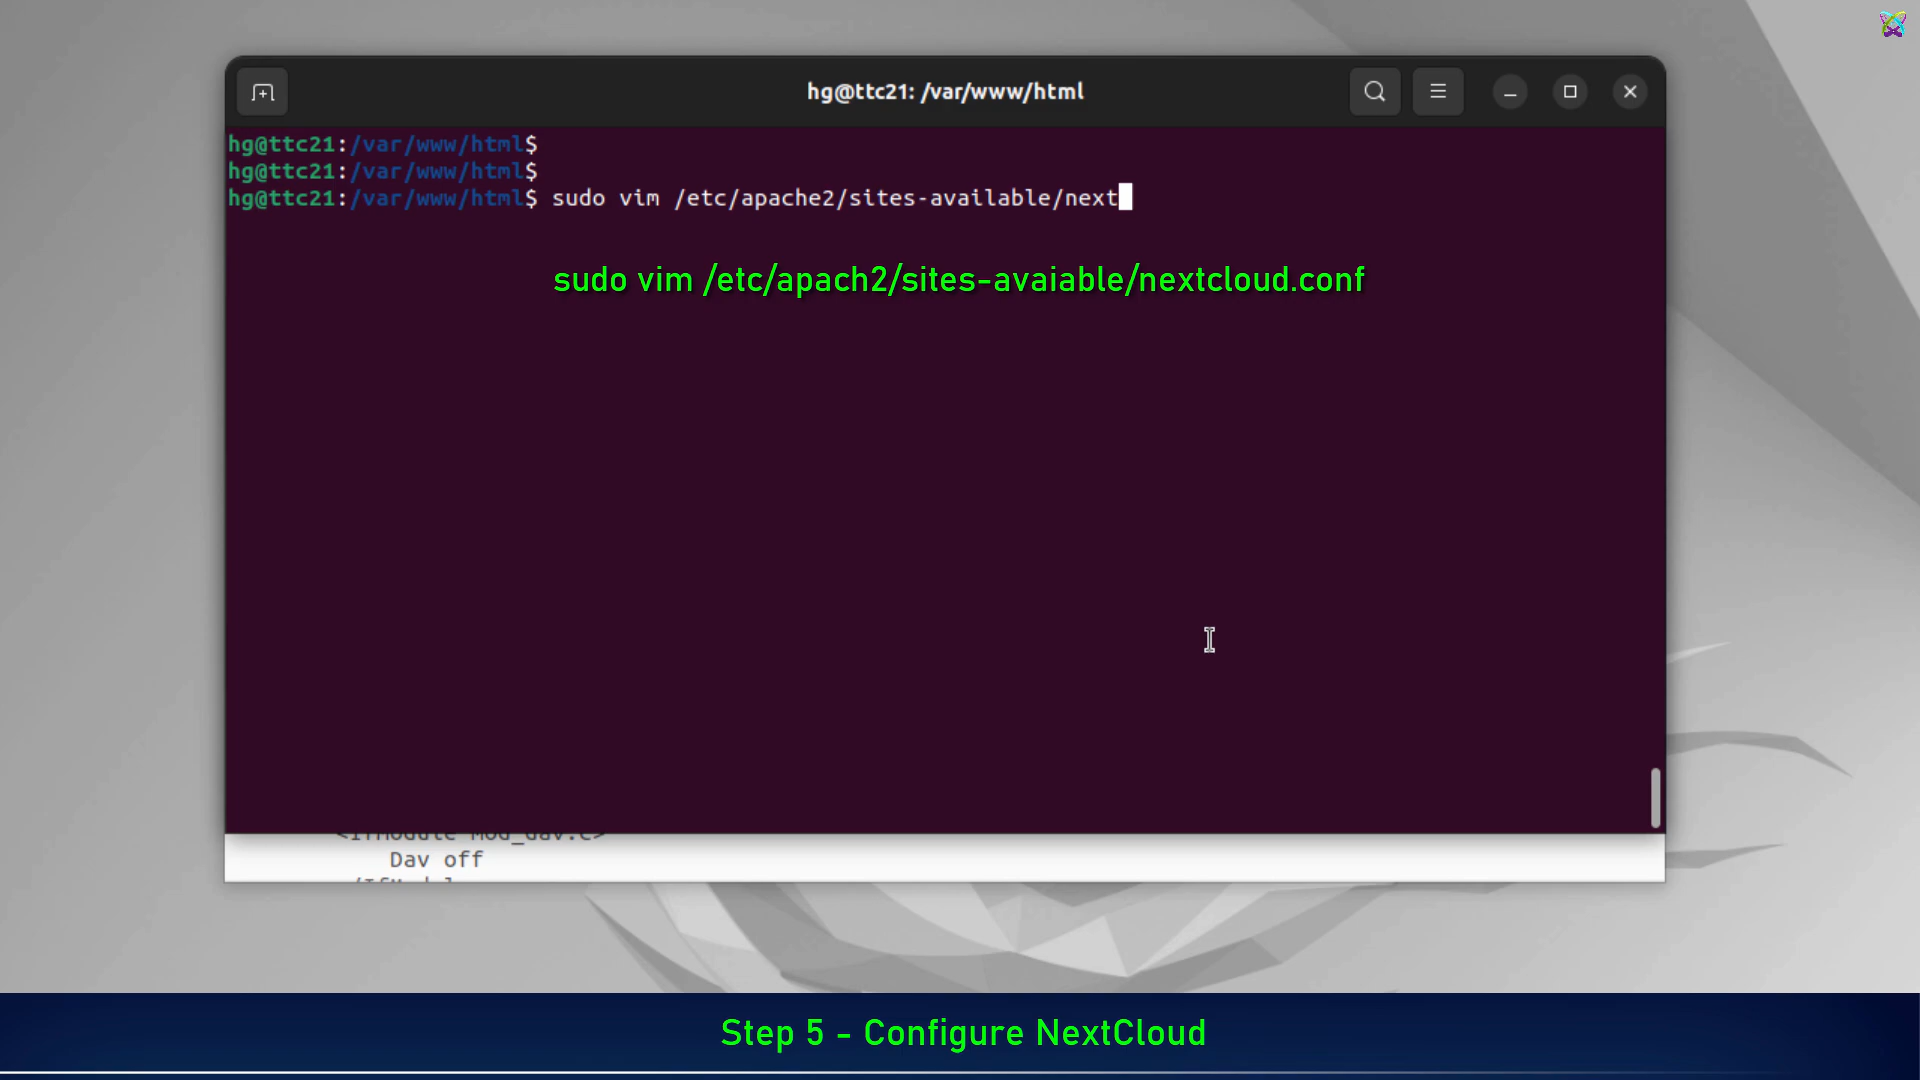 hg@ttc21: /var/www/html
hg@ttc21:/var/www/html$
hg@ttc21:/var/www/html$
hg@ttc21:/var/www/html$ sudo vim /etc/apache2/sites-available/next
sudo vim /etc/apach2/sites-avaiable/nextcloud.conf
<IfModule Mod_dav.c>
Dav off
Step 5 - Configure NextCloud